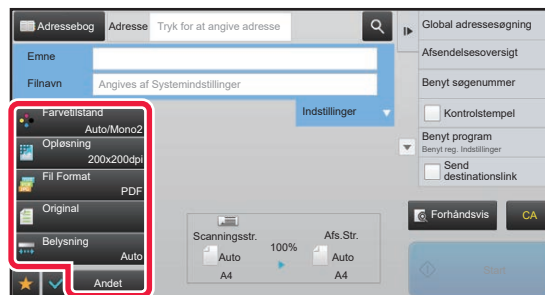 Adressebog
Adresse
Tryk for at angive adresse
Emne
Filnavn
Angives af Systemindstillinger
Indstillinger
Farvetilstand
Auto/Mono2
Opløsning
200x200dpi
Fil Format
PDF
Original
Belysning
Auto
Andet
Scanningsstr.
Auto
A4
100%
Afs.Str.
Auto
A4
Global adressesøgning
Afsendelsesoversigt
Benyt søgenummer
Kontrolstempel
Benyt program
Benyt reg. Indstillinger
Send
destinationslink
Forhåndsvis
CA
Start